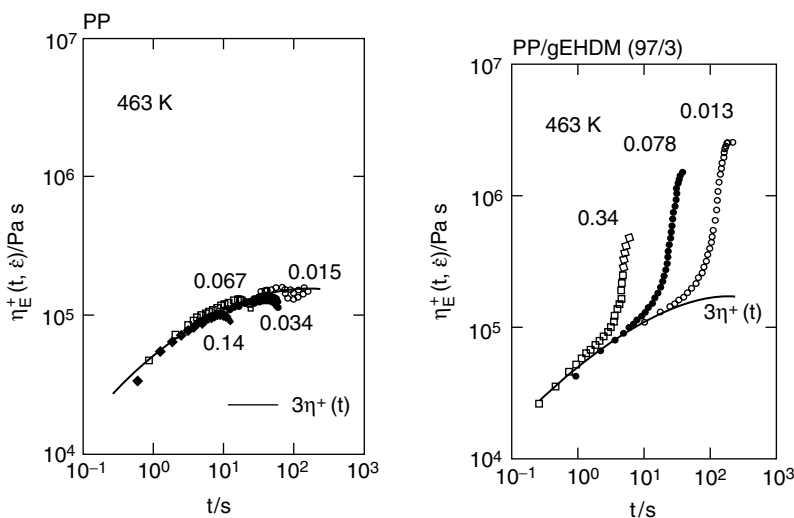 PP
10⁷
10⁶
10⁵
10⁴
η_E⁺(t, ε̇)/Pa s
463 K
0.067
0.015
0.034
0.14
3η⁺(t)
10⁻¹
10⁰
10¹
10²
10³
t/s
PP/gEHDM (97/3)
10⁷
10⁶
10⁵
10⁴
η_E⁺(t, ε̇)/Pa s
463 K
0.013
0.078
0.34
3η⁺(t)
10⁻¹
10⁰
10¹
10²
10³
t/s